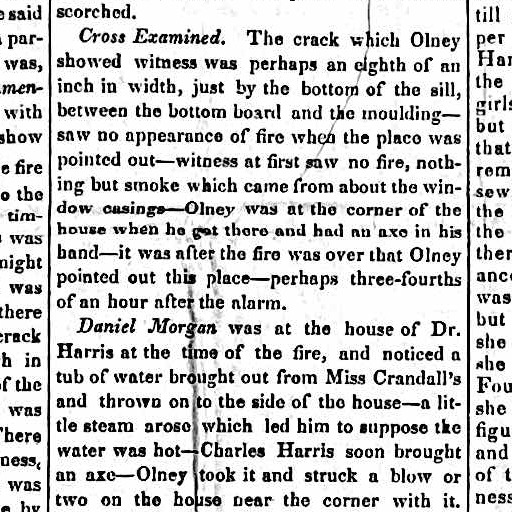 scorched.
Cross Examined. The crack which Olney
showed witness was perhaps an eighth of an
inch in width, just by the bottom of the sill,
between the bottom board and the moulding—
saw no appearance of fire when the place was
pointed out—witness at first saw no fire, noth-
ing but smoke which came from about the win-
dow casings—Olney was at the corner of the
house when he got there and had an axe in his
hand—it was after the fire was over that Olney
pointed out this place—perhaps three-fourths
of an hour after the alarm.
Daniel Morgan was at the house of Dr.
Harris at the time of the fire, and noticed a
tub of water brought out from Miss Crandall's
and thrown on to the side of the house—a lit-
tle steam arose which led him to suppose the
water was hot—Charles Harris soon brought
an axe—Olney took it and struck a blow or
two on the house near the corner with it.
e said
par-
was,
men-
with
show
e fire
o the
tim-
was
night
was
there
crack
h in
f the
was
There
ness,
was
by
till
per
Har
the
girls
but
that
rem
sew
the
the
ther
anc
was
but
she
she
Fou
she
figu
and
of t
ness